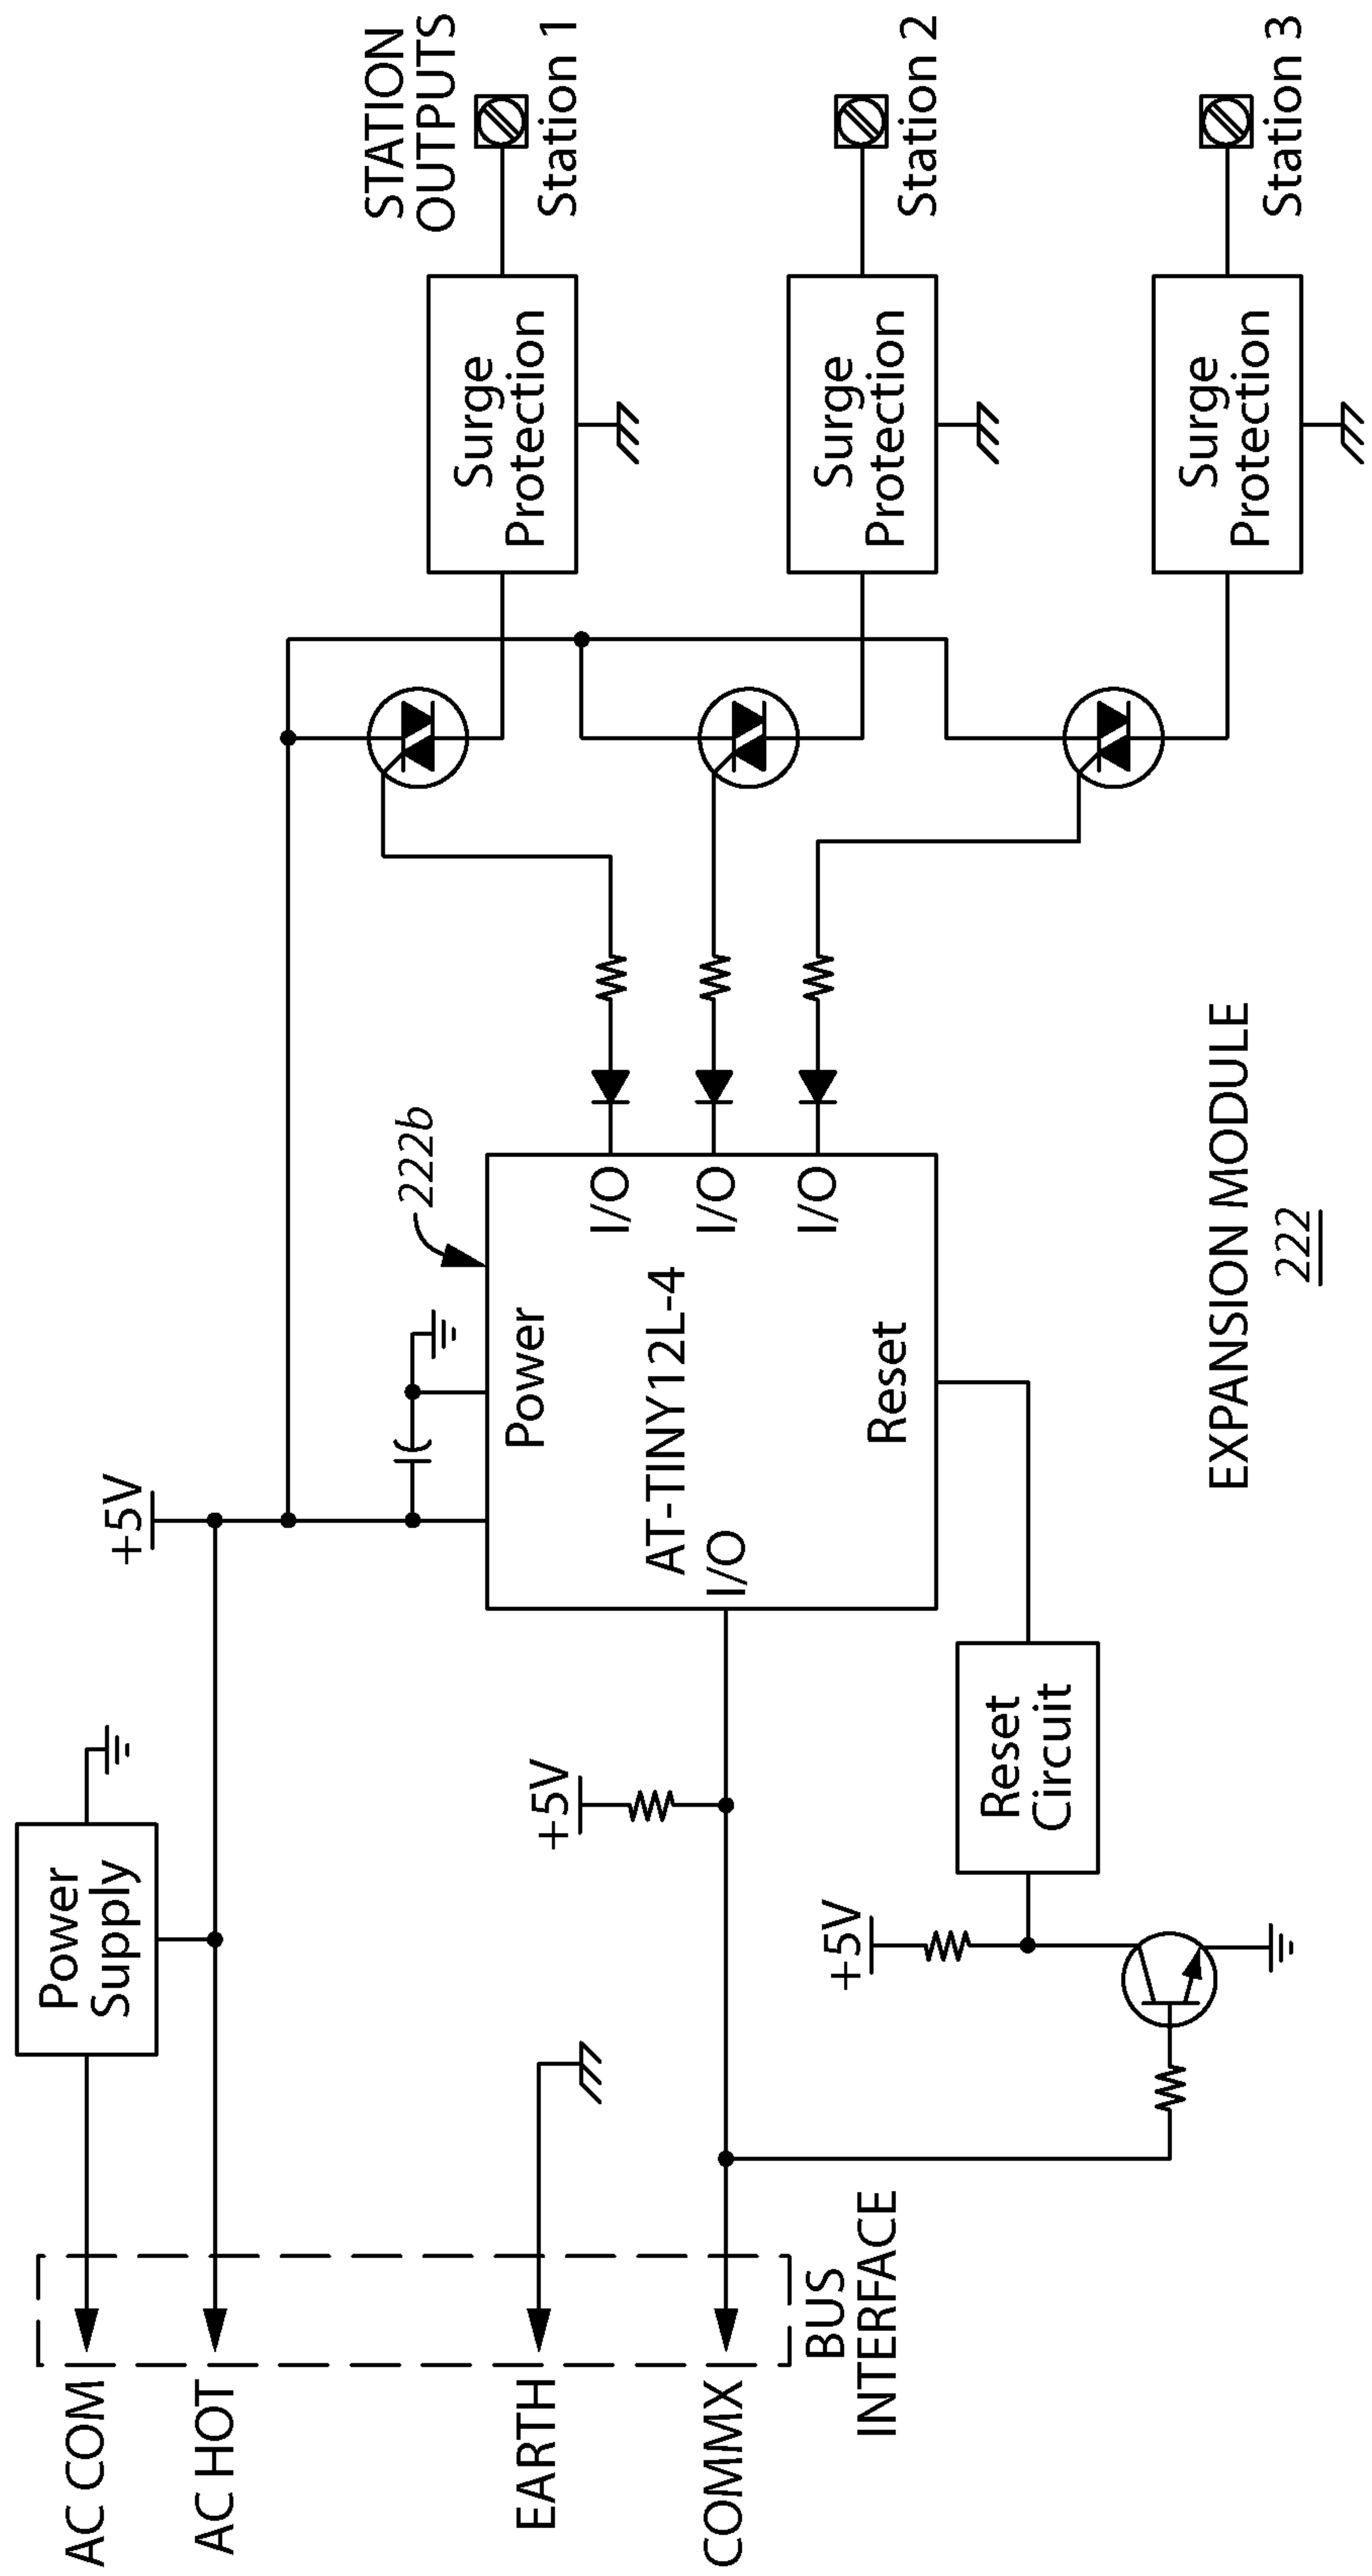 AC COM
AC HOT
EARTH
COMMX
BUS
INTERFACE
Power
Supply
+5V
+5V
+5V
Reset
Circuit
222b
Power
AT-TINY12L-4
I/O
Reset
I/O
I/O
I/O
Surge
Protection
Surge
Protection
Surge
Protection
STATION
OUTPUTS
Station 1
Station 2
Station 3
EXPANSION MODULE
222